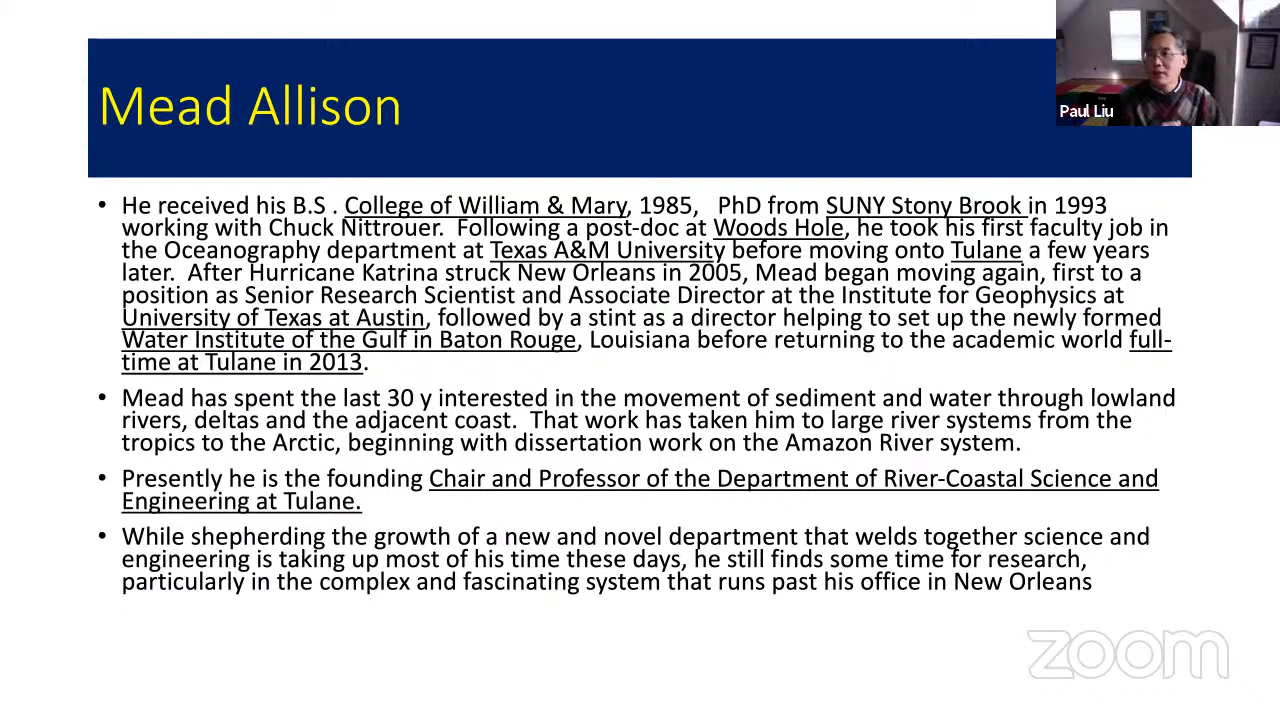 Mead Allison
Paul Liu
• He received his B.S . College of William & Mary, 1985, PhD from SUNY Stony Brook in 1993
working with Chuck Nittrouer. Following a post-doc at Woods Hole, he took his first faculty job in
the Oceanography department at Texas A&M University before moving onto Tulane a few years
later. After Hurricane Katrina struck New Orleans in 2005, Mead began moving again, first to a
position as Senior Research Scientist and Associate Director at the Institute for Geophysics at
University of Texas at Austin, followed by a stint as a director helping to set up the newly formed
Water Institute of the Gulf in Baton Rouge, Louisiana before returning to the academic world full-
time at Tulane in 2013.
• Mead has spent the last 30 y interested in the movement of sediment and water through lowland
rivers, deltas and the adjacent coast. That work has taken him to large river systems from the
tropics to the Arctic, beginning with dissertation work on the Amazon River system.
• Presently he is the founding Chair and Professor of the Department of River-Coastal Science and
Engineering at Tulane.
• While shepherding the growth of a new and novel department that welds together science and
engineering is taking up most of his time these days, he still finds some time for research,
particularly in the complex and fascinating system that runs past his office in New Orleans
zoom